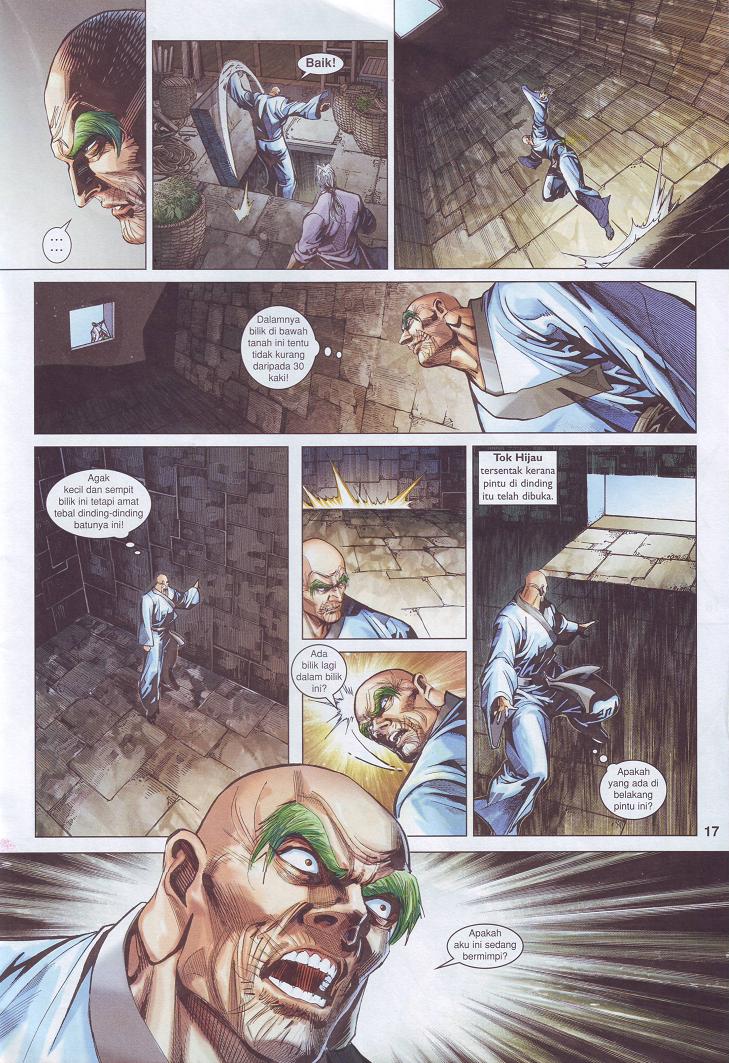 ...
...
Baik!
Dalamnya
bilik di bawah
tanah ini tentu
tidak kurang
daripada 30
kaki!
Agak
kecil dan sempit
bilik ini tetapi amat
tebal dinding-dinding
batunya ini!
Ada
bilik lagi
dalam bilik
ini?
Tok Hijau
tersentak kerana
pintu di dinding
itu telah dibuka.
Apakah
yang ada di
belakang
pintu ini?
17
Apakah
aku ini sedang
bermimpi?